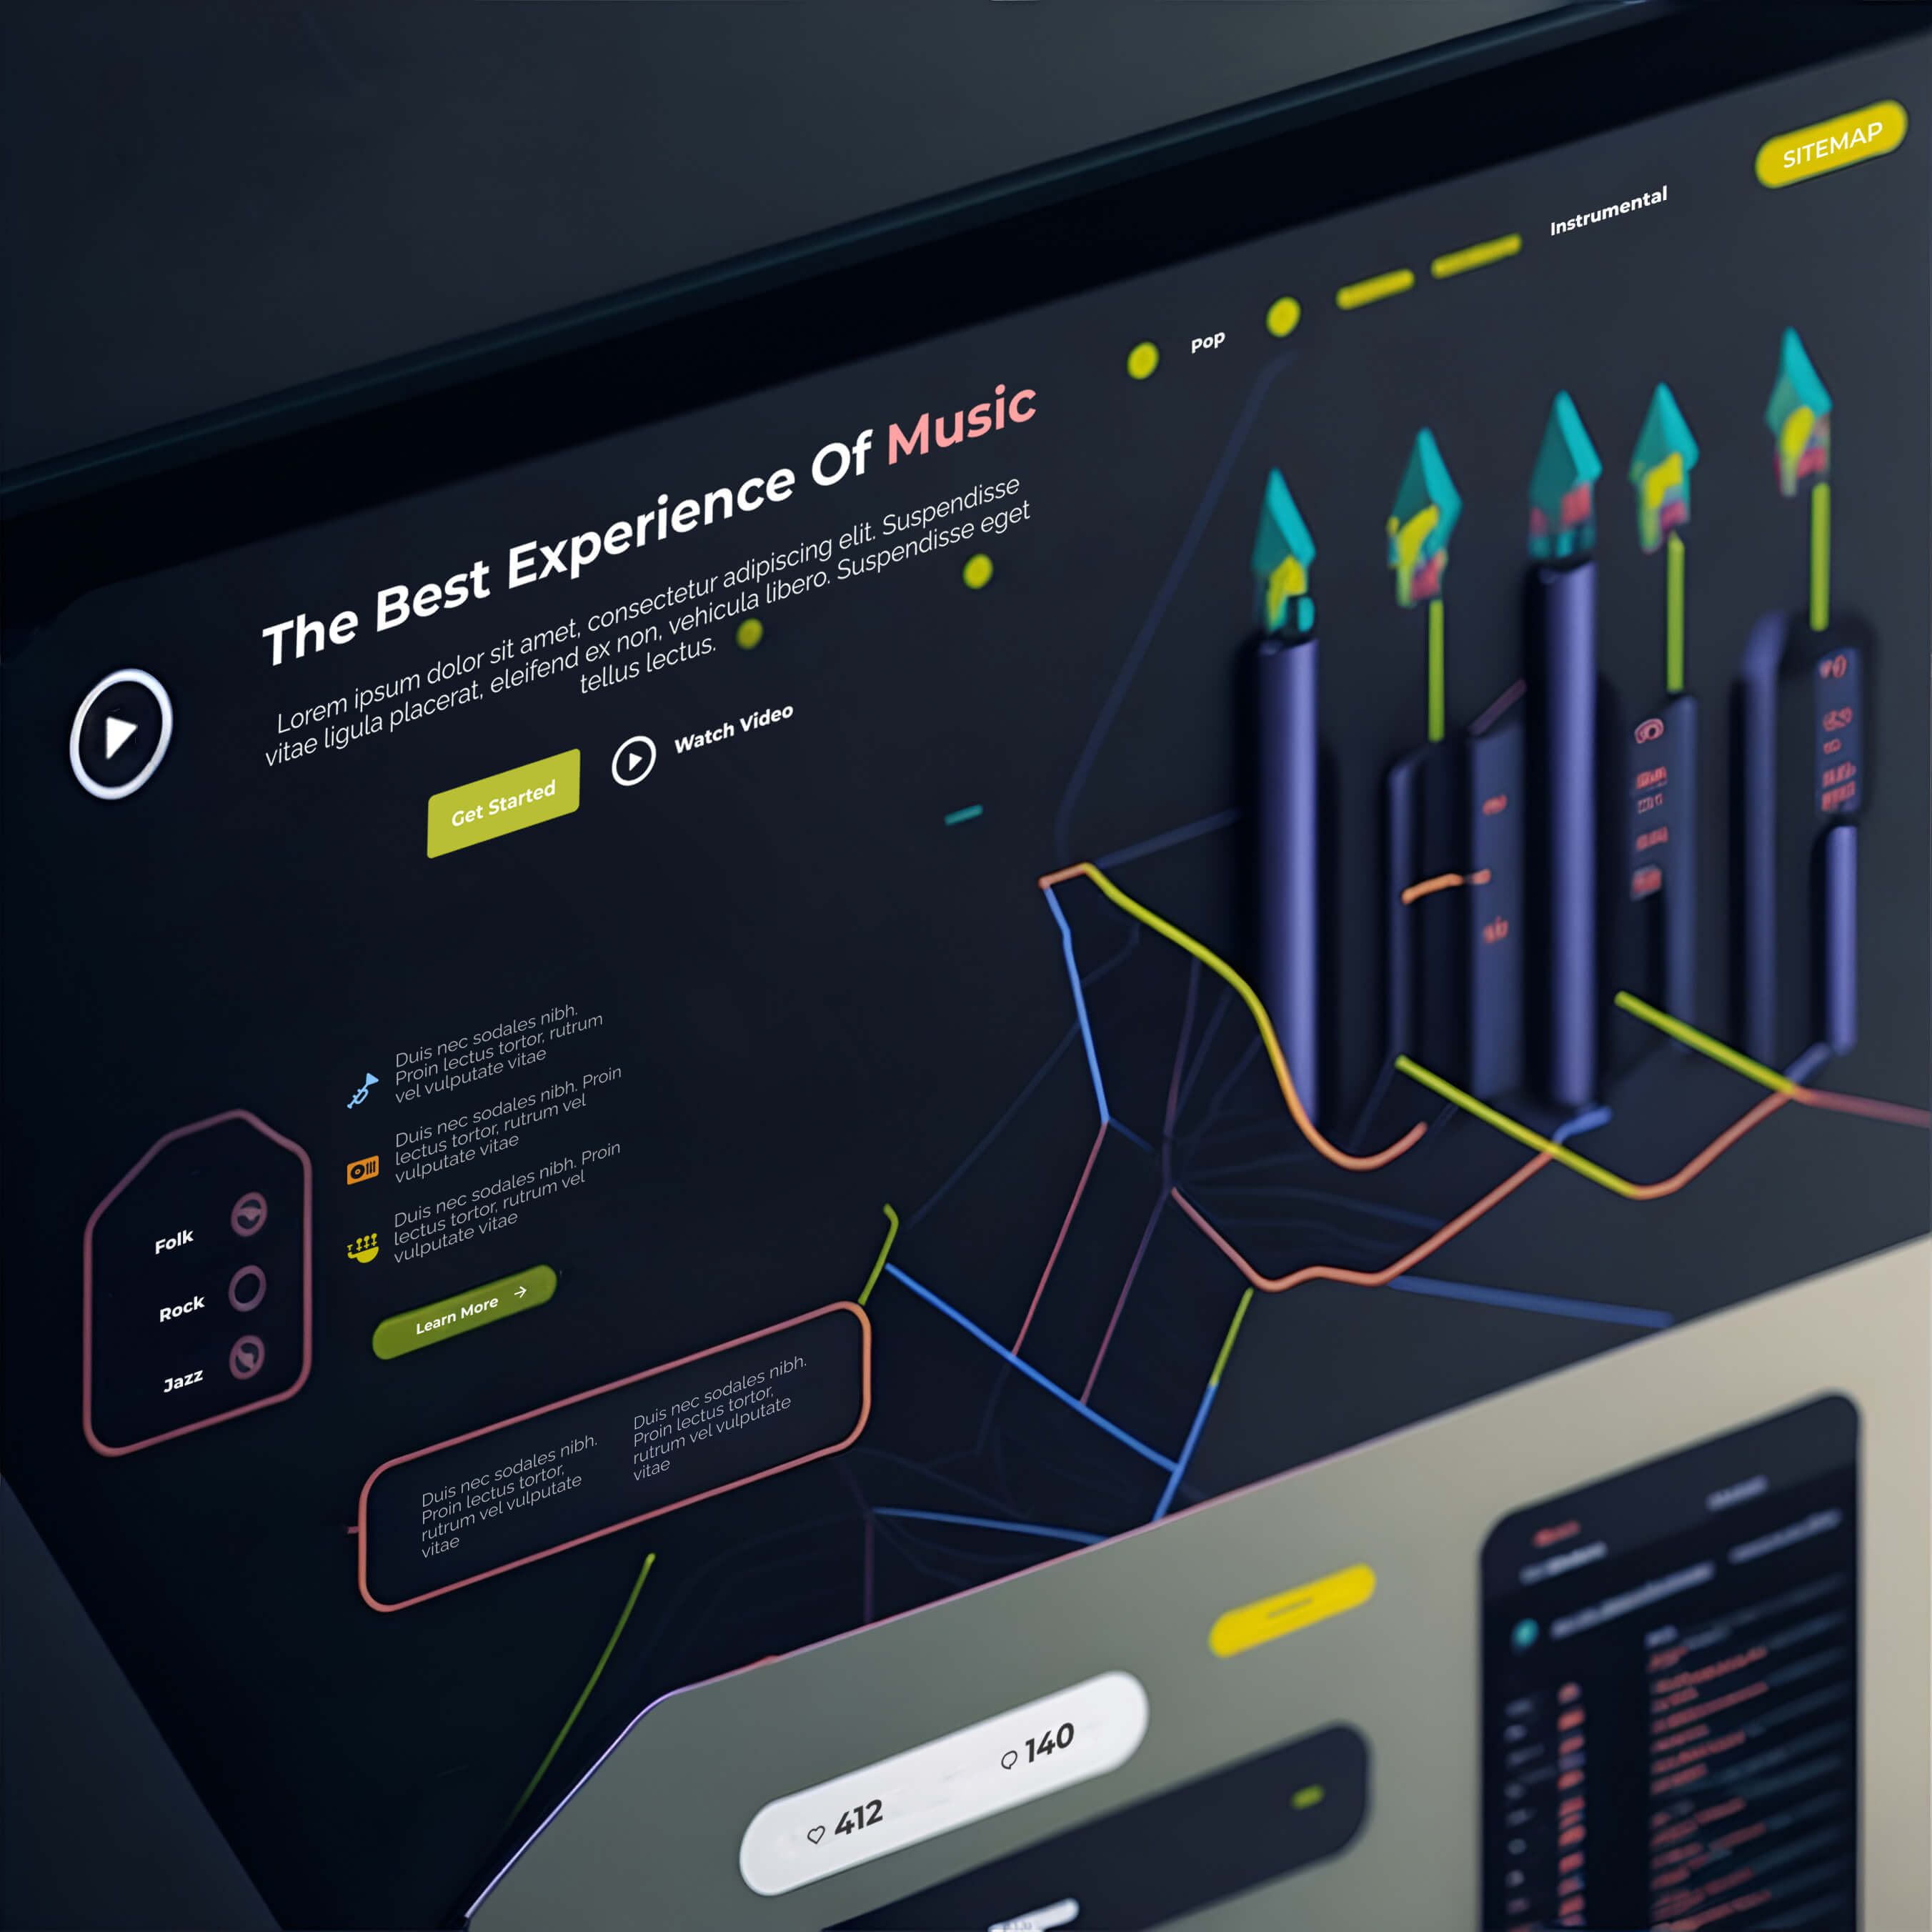 SITEMAP
Instrumental
Pop
The Best Experience Of Music
Lorem ipsum dolor sit amet, consectetur adipiscing elit. Suspendisse
vitae ligula placerat, eleifend ex non, vehicula libero. Suspendisse eget
tellus lectus.
Get Started
Watch Video
Duis nec sodales nibh.
Proin lectus tortor, rutrum
vel vulputate vitae
Duis nec sodales nibh. Proin
lectus tortor, rutrum vel
vulputate vitae
Duis nec sodales nibh. Proin
lectus tortor, rutrum vel
vulputate vitae
Learn More →
Folk
Rock
Jazz
Duis nec sodales nibh.
Proin lectus tortor,
rutrum vel vulputate
vitae
Duis nec sodales nibh.
Proin lectus tortor,
rutrum vel vulputate
vitae
412
140